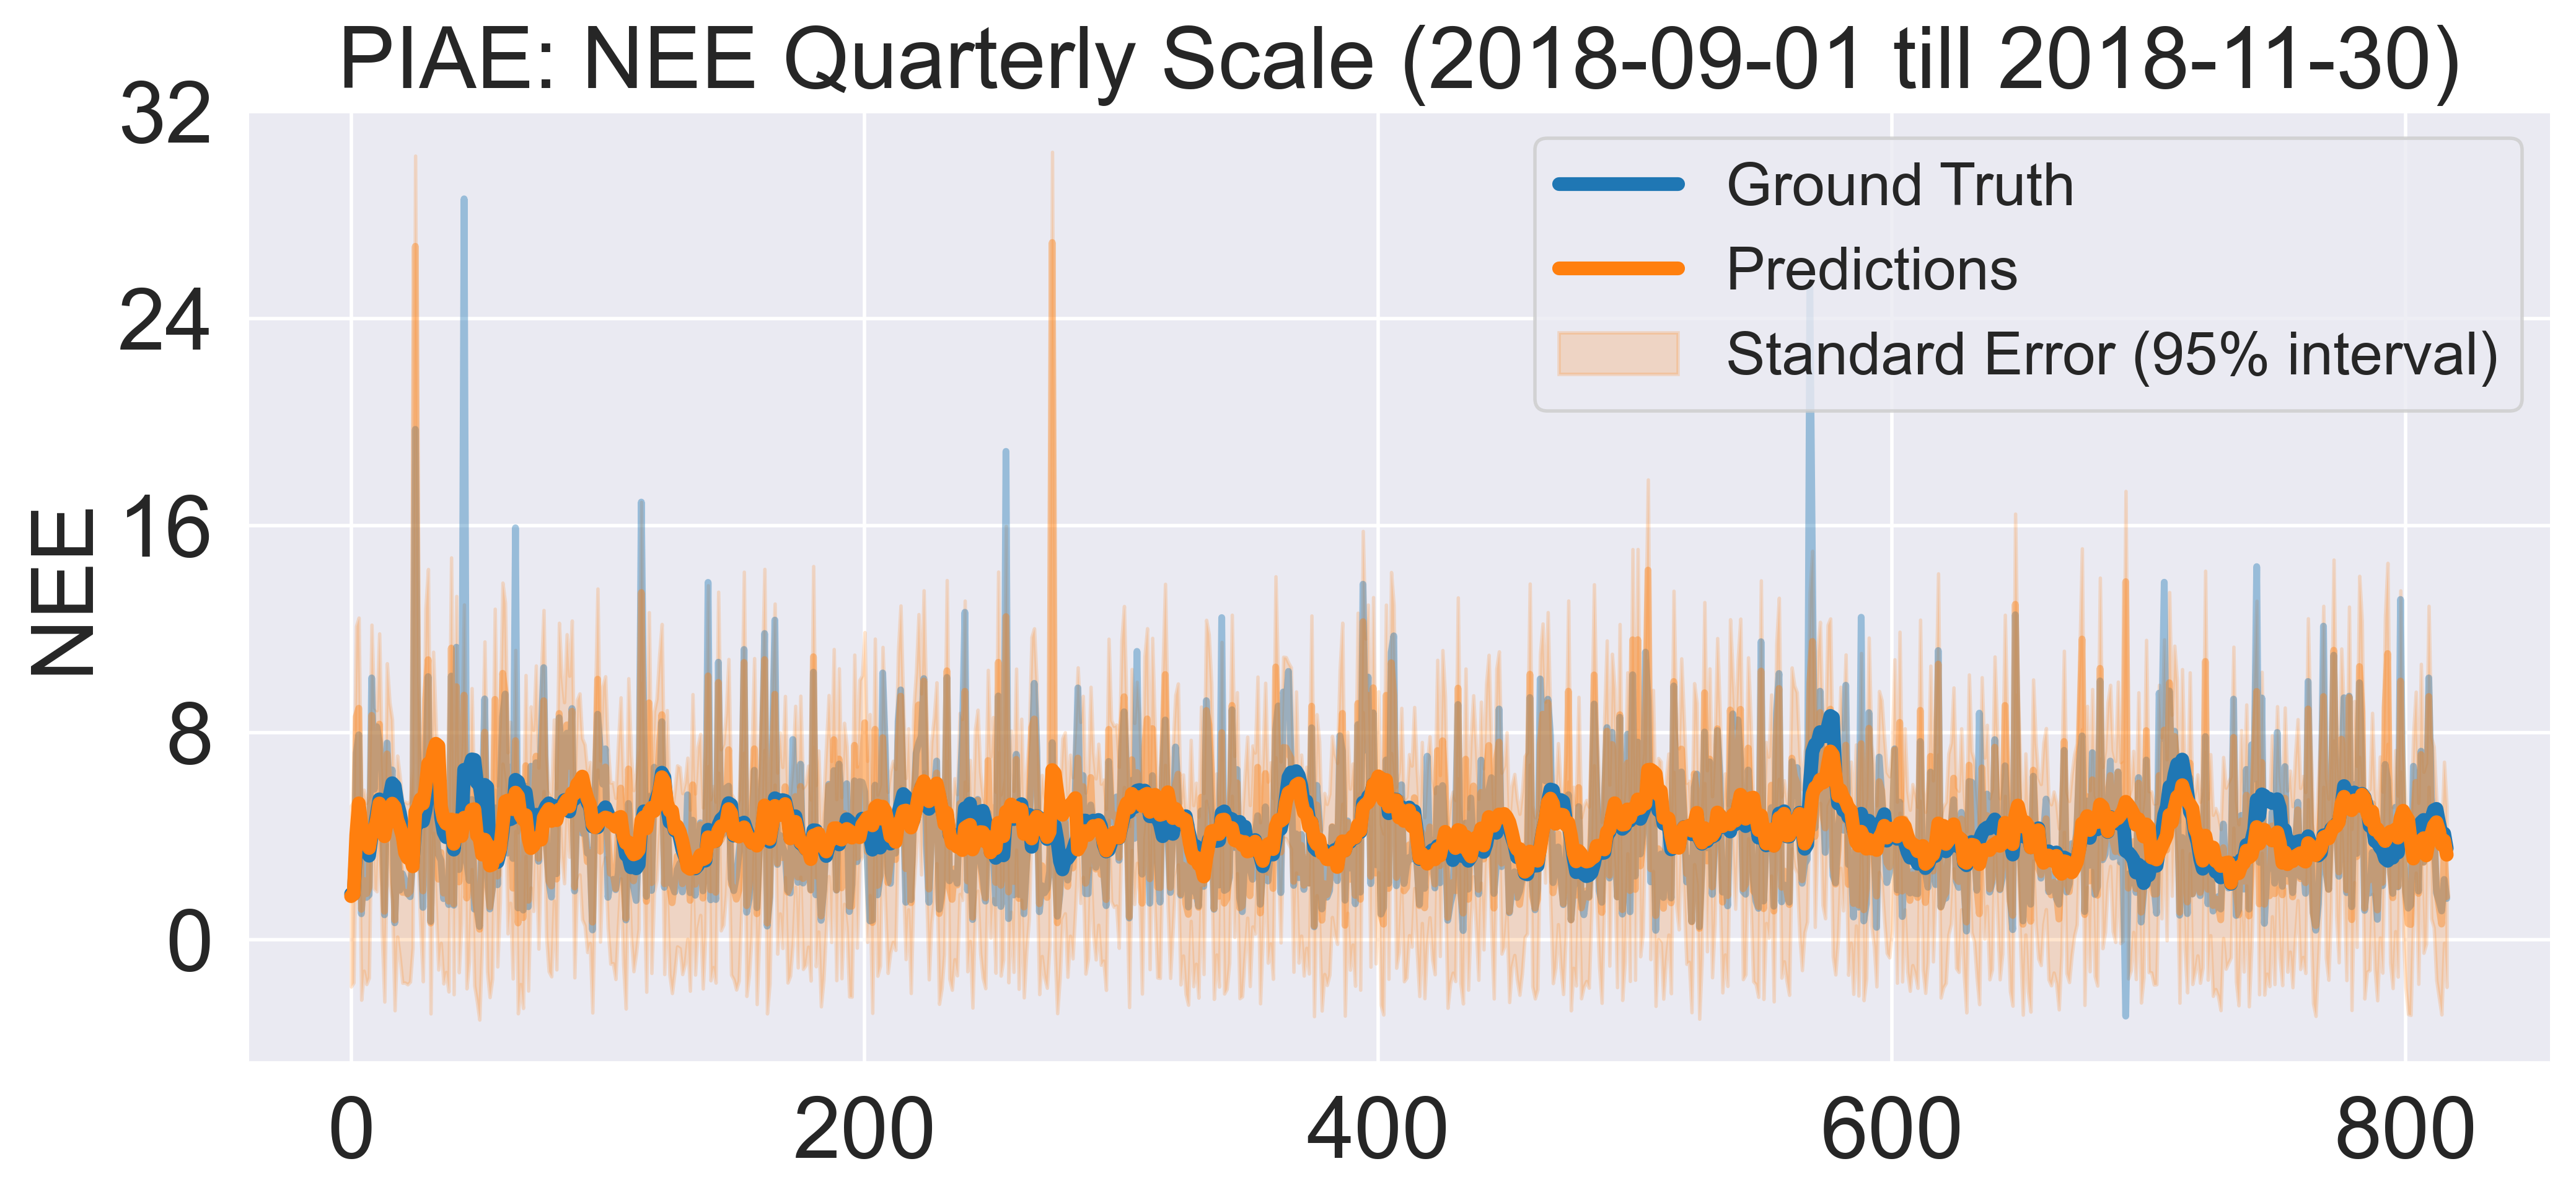 PIAE: NEE Quarterly Scale (2018-09-01 till 2018-11-30)
32
24
16
8
0
NEE
Ground Truth
Predictions
Standard Error (95% interval)
0
200
400
600
800